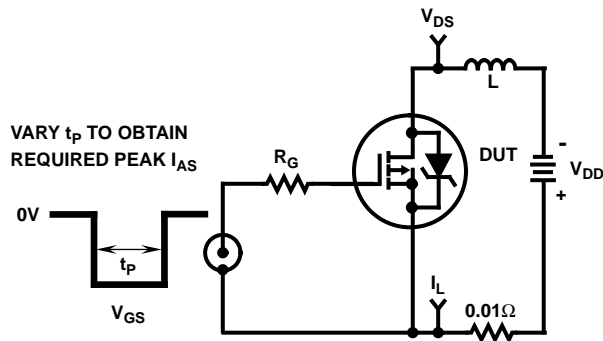 V_DS
L
VARY t_P TO OBTAIN
REQUIRED PEAK I_AS
R_G
DUT
-
V_DD
+
0V
t_P
V_GS
I_L
0.01Ω